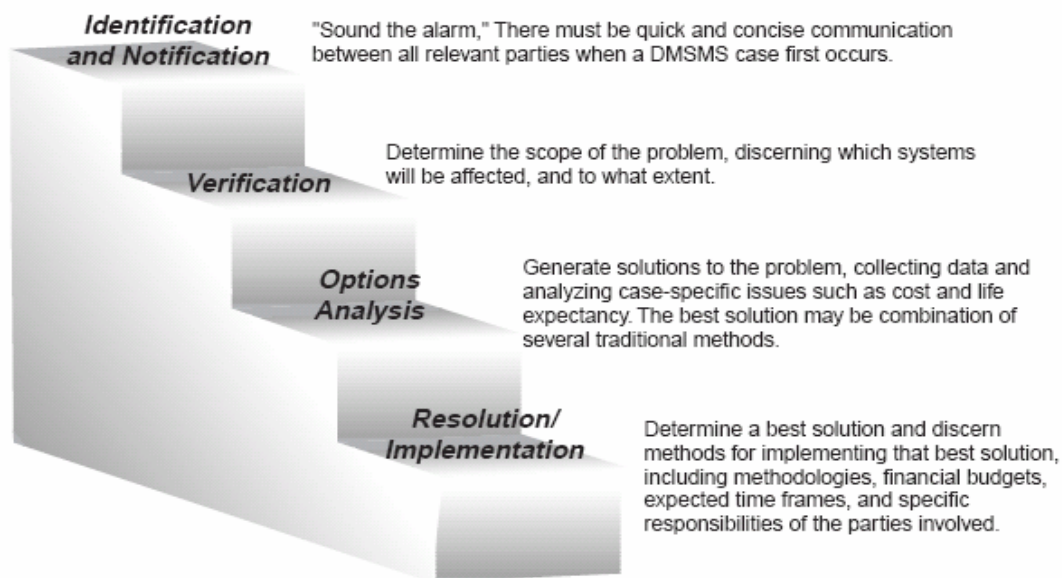 Identification
and Notification
"Sound the alarm," There must be quick and concise communication
between all relevant parties when a DMSMS case first occurs.
Verification
Determine the scope of the problem, discerning which systems
will be affected, and to what extent.
Options
Analysis
Generate solutions to the problem, collecting data and
analyzing case-specific issues such as cost and life
expectancy. The best solution may be combination of
several traditional methods.
Resolution/
Implementation
Determine a best solution and discern
methods for implementing that best solution,
including methodologies, financial budgets,
expected time frames, and specific
responsibilities of the parties involved.